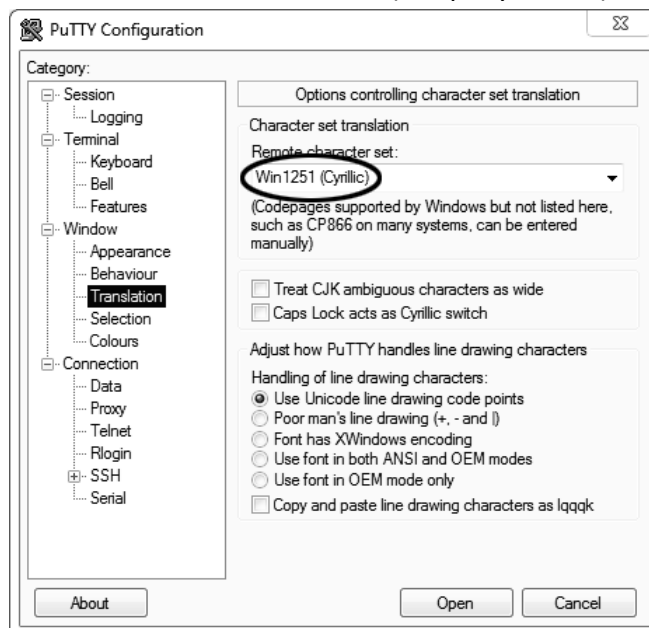 PuTTY Configuration
Category:
Session
Logging
Terminal
Keyboard
Bell
Features
Window
Appearance
Behaviour
Translation
Selection
Colours
Connection
Data
Proxy
Telnet
Rlogin
SSH
Serial
Options controlling character set translation
Character set translation
Remote character set:
Win1251 (Cyrillic)
(Codepages supported by Windows but not listed here,
such as CP866 on many systems, can be entered
manually)
Treat CJK ambiguous characters as wide
Caps Lock acts as Cyrillic switch
Adjust how PuTTY handles line drawing characters
Handling of line drawing characters:
Use Unicode line drawing code points
Poor man's line drawing (+, - and |)
Font has XWindows encoding
Use font in both ANSI and OEM modes
Use font in OEM mode only
Copy and paste line drawing characters as lqqqk
About
Open
Cancel